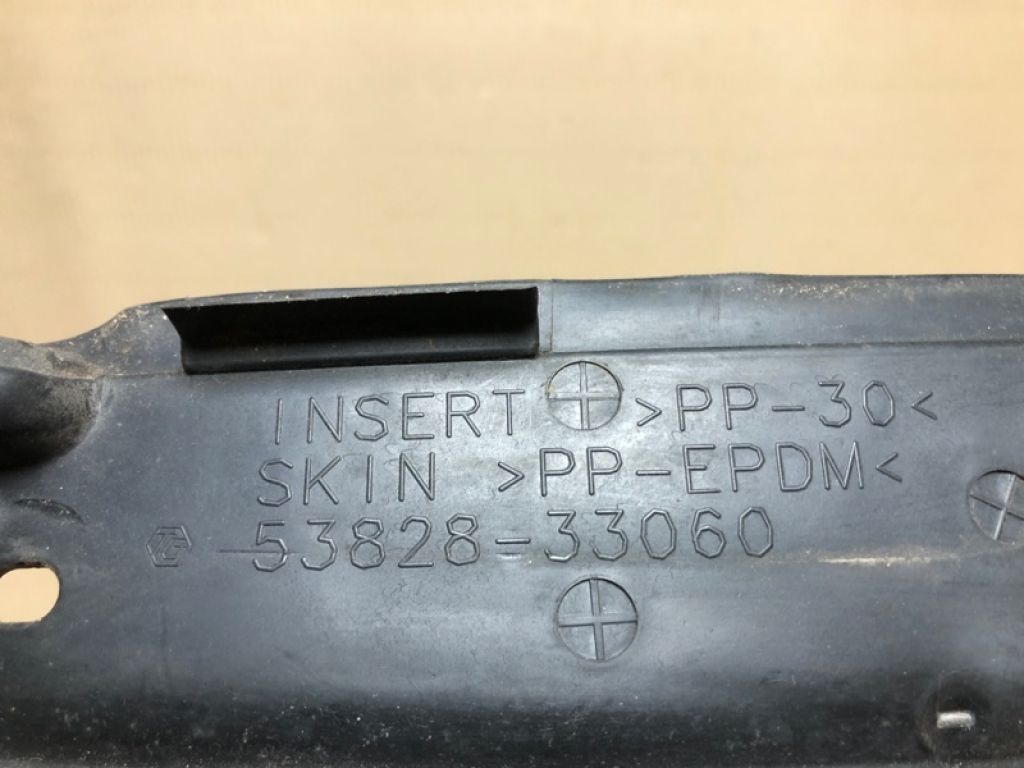 INSERT >PP-30<
SKIN >PP-EPDM<
53828-33060